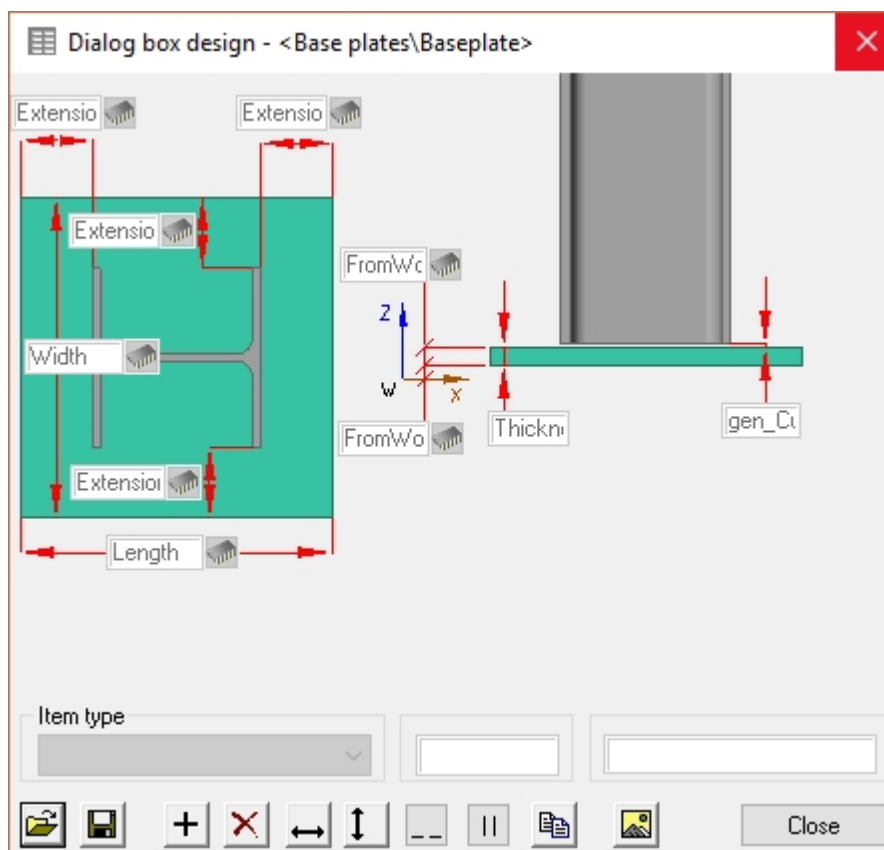 Dialog box design - <Base plates\Baseplate>
Extensio
Extensio
Extensio
FromWo
Z
Width
W
x
FromWo
Thickn
gen_Cu
Extension
Length
Item type
Close